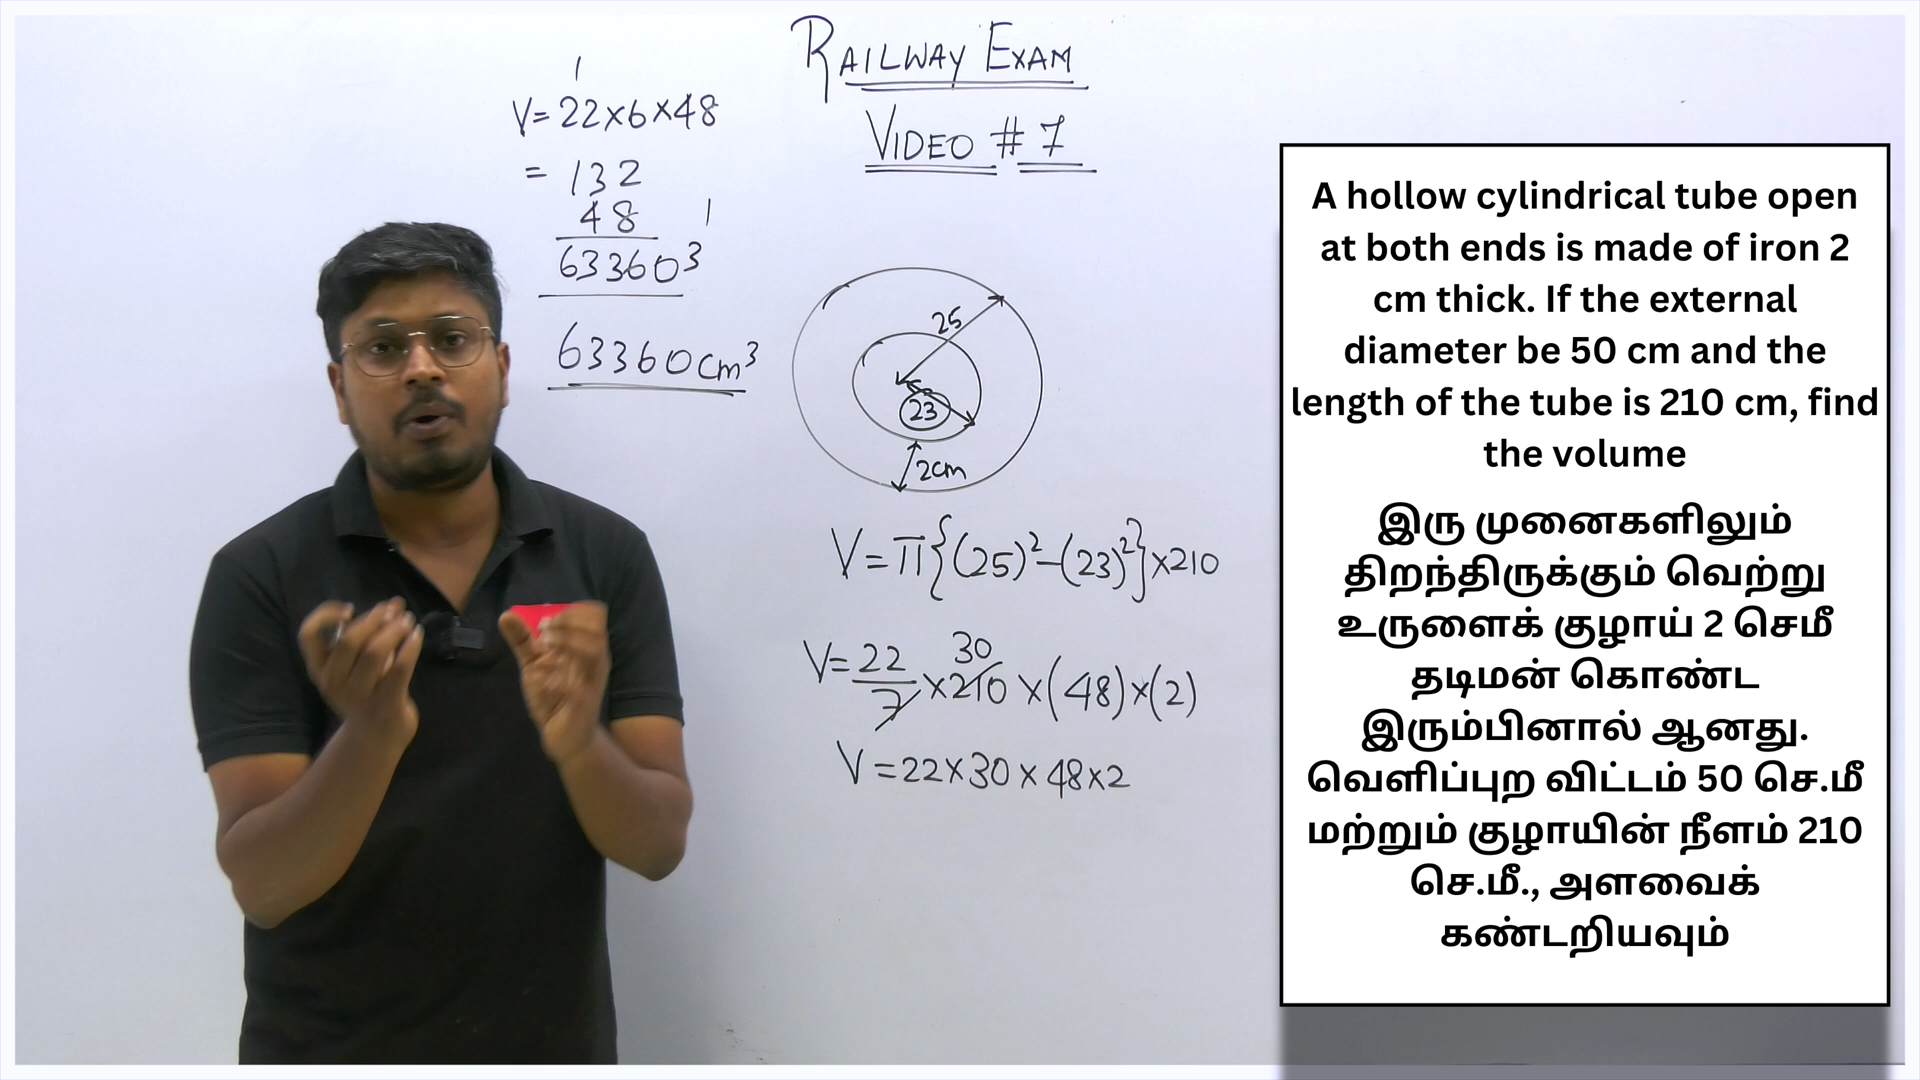 RAILWAY EXAM
VIDEO # 7
1
V=22×6×48
= 132
48 1
63360 3
63360cm³
25
23
2cm
V=π{(25)²-(23)²}×210
30
V=22/7×210×(48)×(2)
V=22×30×48×2
A hollow cylindrical tube open
at both ends is made of iron 2
cm thick. If the external
diameter be 50 cm and the
length of the tube is 210 cm, find
the volume
இரு முனைகளிலும்
திறந்திருக்கும் வெற்று
உருளைக் குழாய் 2 செமீ
தடிமன் கொண்ட
இரும்பினால் ஆனது.
வெளிப்புற விட்டம் 50 செ.மீ
மற்றும் குழாயின் நீளம் 210
செ.மீ., அளவைக்
கண்டறியவும்